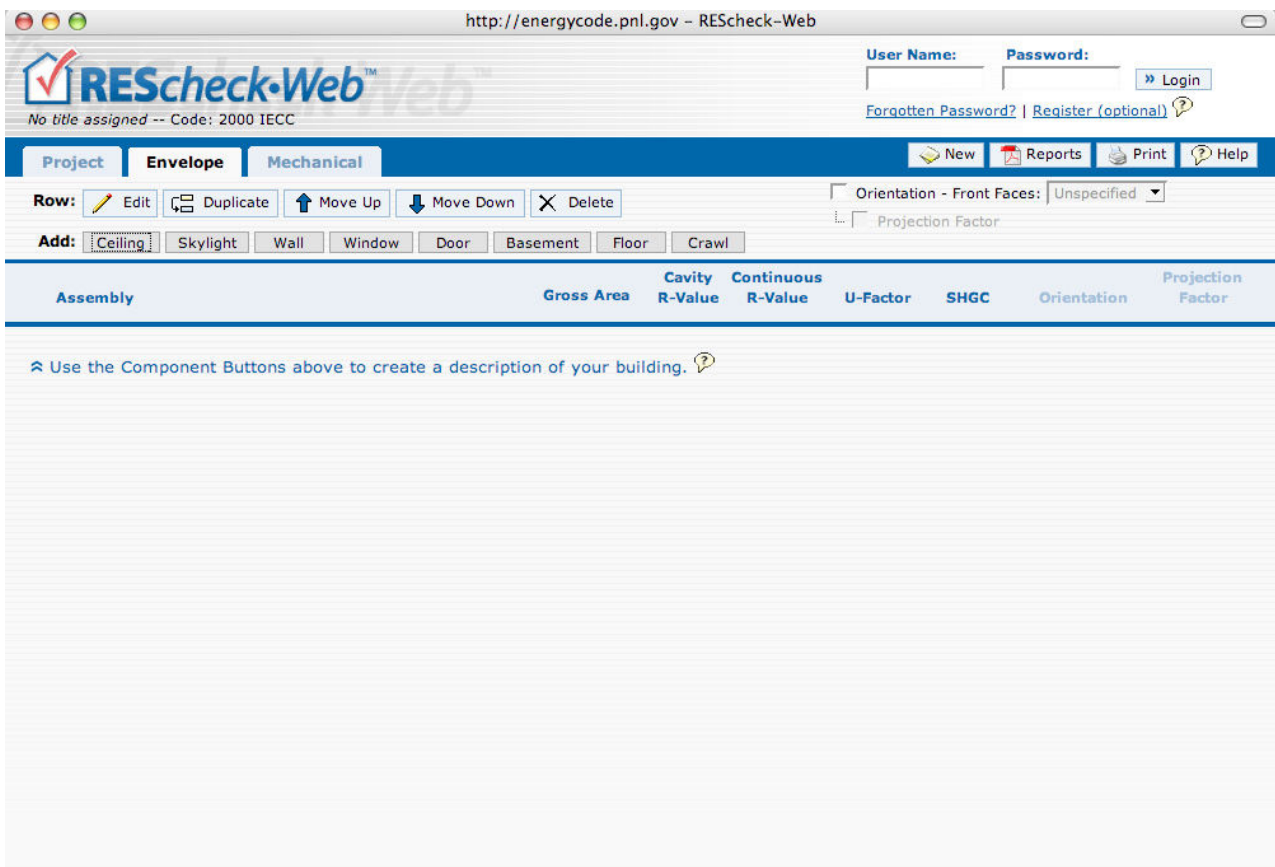 http://energycode.pnl.gov – REScheck–Web
REScheck•Web™
No title assigned -- Code: 2000 IECC
User Name: Password:
» Login
Forgotten Password? | Register (optional) ?
Project Envelope Mechanical
New Reports Print ? Help
Row: Edit Duplicate Move Up Move Down Delete
Orientation - Front Faces: Unspecified
Projection Factor
Add: Ceiling Skylight Wall Window Door Basement Floor Crawl
Assembly Gross Area Cavity R-Value Continuous R-Value U-Factor SHGC Orientation Projection Factor
Use the Component Buttons above to create a description of your building. ?